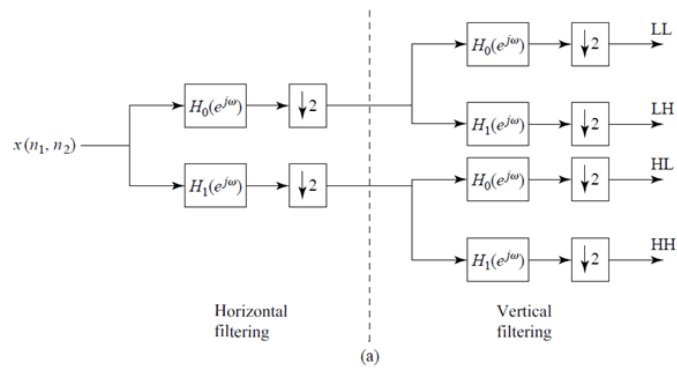 LL
H₀(e^{jω}) ↓2
LH
H₀(e^{jω}) ↓2 H₁(e^{jω}) ↓2
x(n₁, n₂)
HL
H₁(e^{jω}) ↓2 H₀(e^{jω}) ↓2
HH
H₁(e^{jω}) ↓2
Horizontal
filtering
Vertical
filtering
(a)